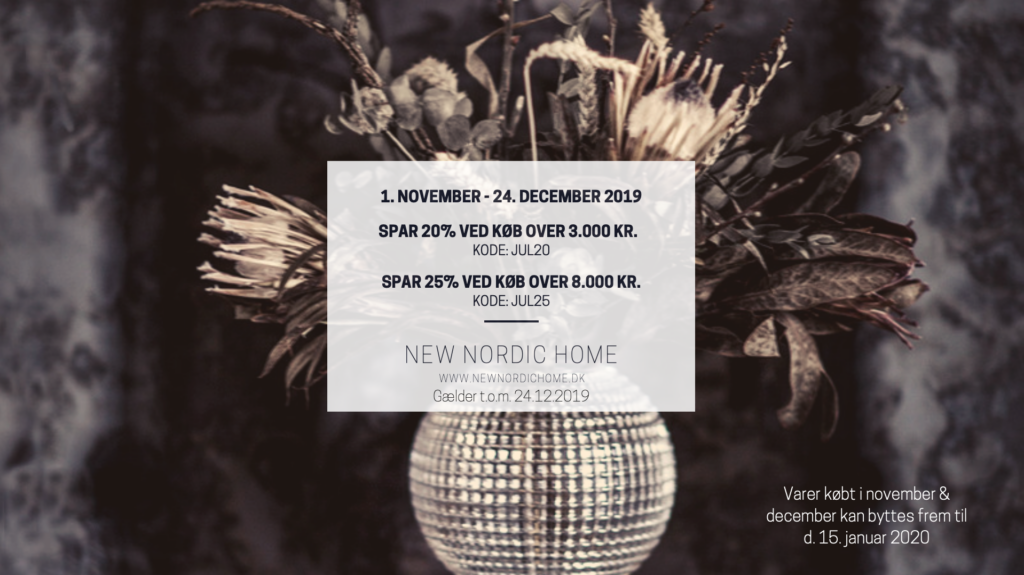 1. NOVEMBER - 24. DECEMBER 2019
SPAR 20% VED KØB OVER 3.000 KR.
KODE: JUL20
SPAR 25% VED KØB OVER 8.000 KR.
KODE: JUL25
NEW NORDIC HOME
WWW.NEWNORDICHOME.DK
Gælder t.o.m. 24.12.2019
Varer købt i november &
december kan byttes frem til
d. 15. januar 2020